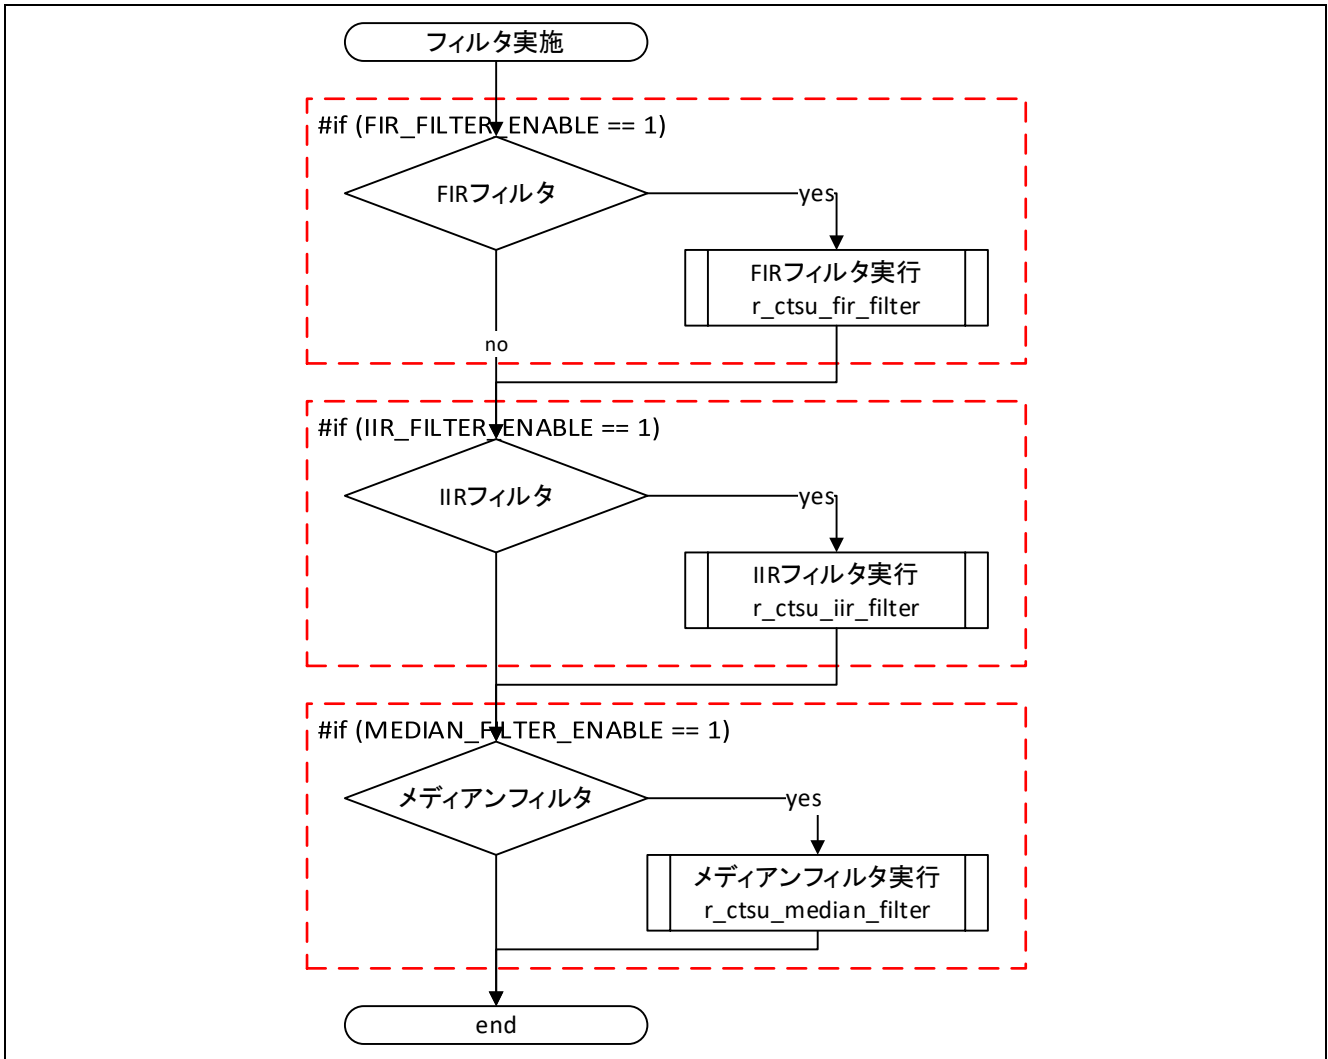 フィルタ実施
#if (FIR_FILTER_ENABLE == 1)
FIRフィルタ
yes
FIRフィルタ実行
r_ctsu_fir_filter
no
#if (IIR_FILTER_ENABLE == 1)
IIRフィルタ
yes
IIRフィルタ実行
r_ctsu_iir_filter
#if (MEDIAN_FILTER_ENABLE == 1)
メディアンフィルタ
yes
メディアンフィルタ実行
r_ctsu_median_filter
end